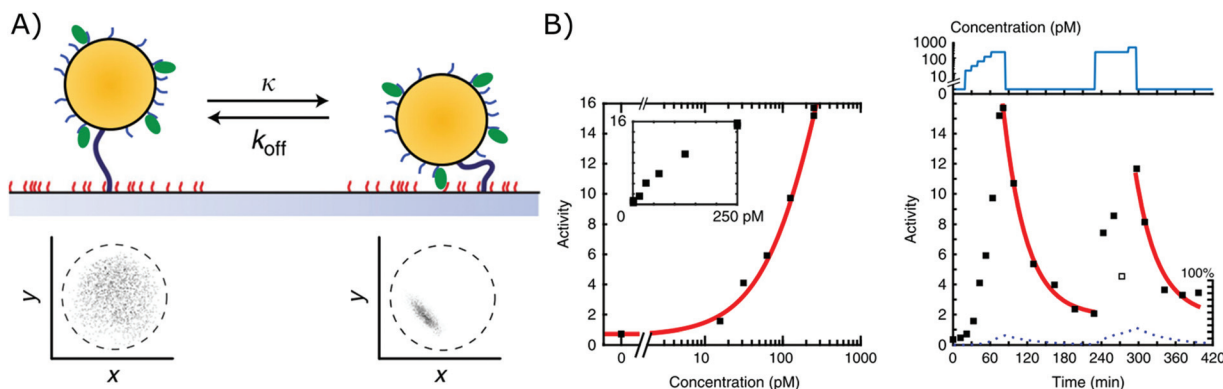 A)
κ
k off
y
x
y
x
B)
16
14
12
10
8
6
4
2
0
Activity
16
0
250 pM
0
10
100
1000
Concentration (pM)
Concentration (pM)
1000
100
10
0
16
14
12
10
8
6
4
2
0
Activity
100%
0 60 120 180 240 300 360 420
Time (min)